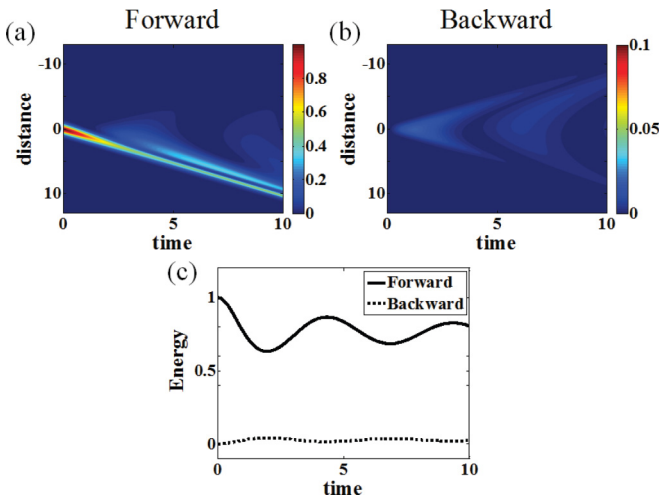 Forward Backward
(a) (b)
-10 0 10 distance
0 5 10
time
0.8 0.6 0.4 0.2 0
-10 0 10 distance
0 5 10
time
0.1 0.05 0
(c)
Forward
Backward
1 0.5 0 Energy
0 5 10
time